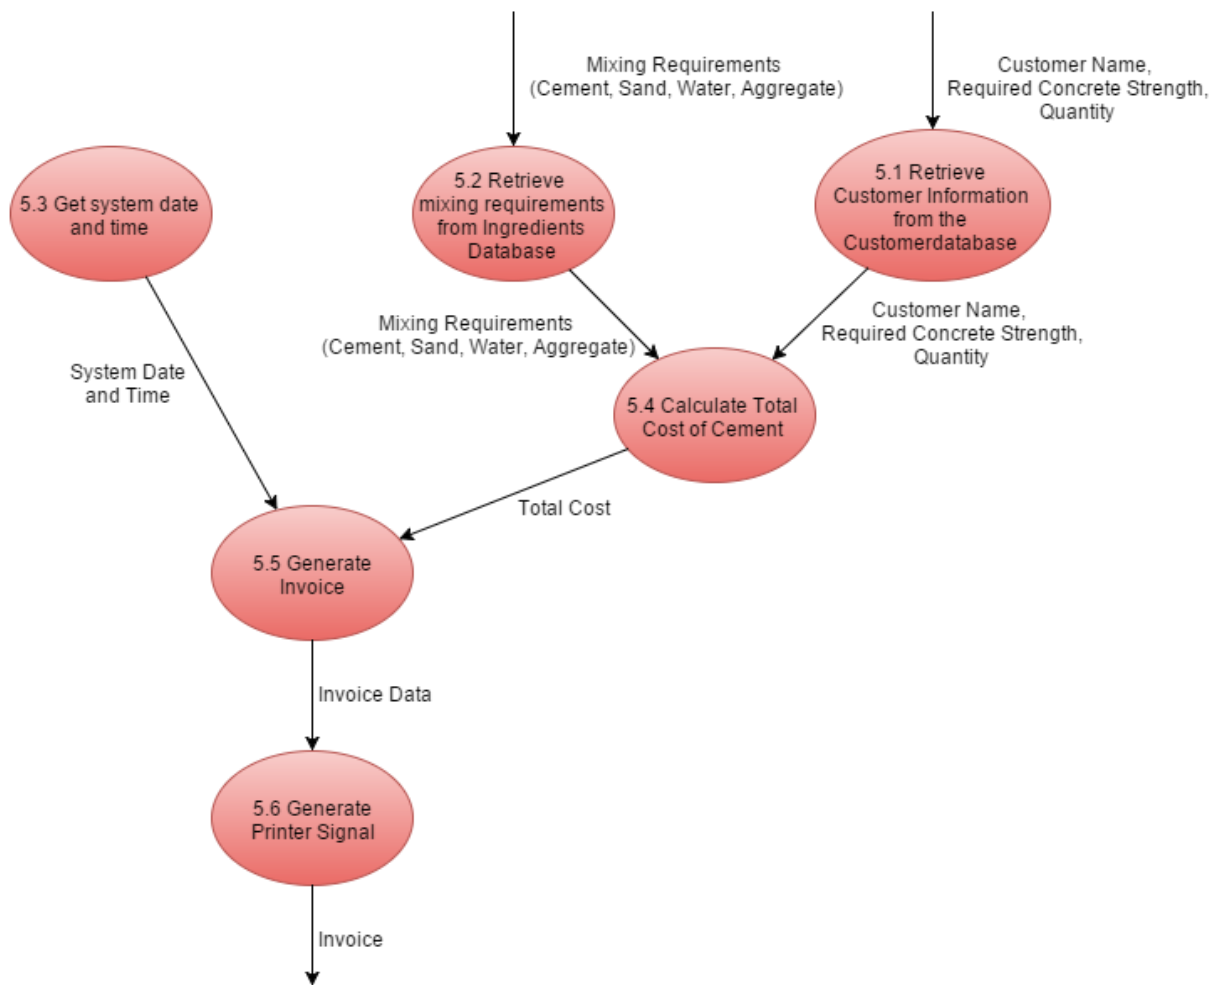 Mixing Requirements
(Cement, Sand, Water, Aggregate)
Customer Name,
Required Concrete Strength,
Quantity
5.3 Get system date
and time
5.2 Retrieve
mixing requirements
from Ingredients
Database
5.1 Retrieve
Customer Information
from the
Customerdatabase
Mixing Requirements
(Cement, Sand, Water, Aggregate)
Customer Name,
Required Concrete Strength,
Quantity
System Date
and Time
5.4 Calculate Total
Cost of Cement
Total Cost
5.5 Generate
Invoice
Invoice Data
5.6 Generate
Printer Signal
Invoice